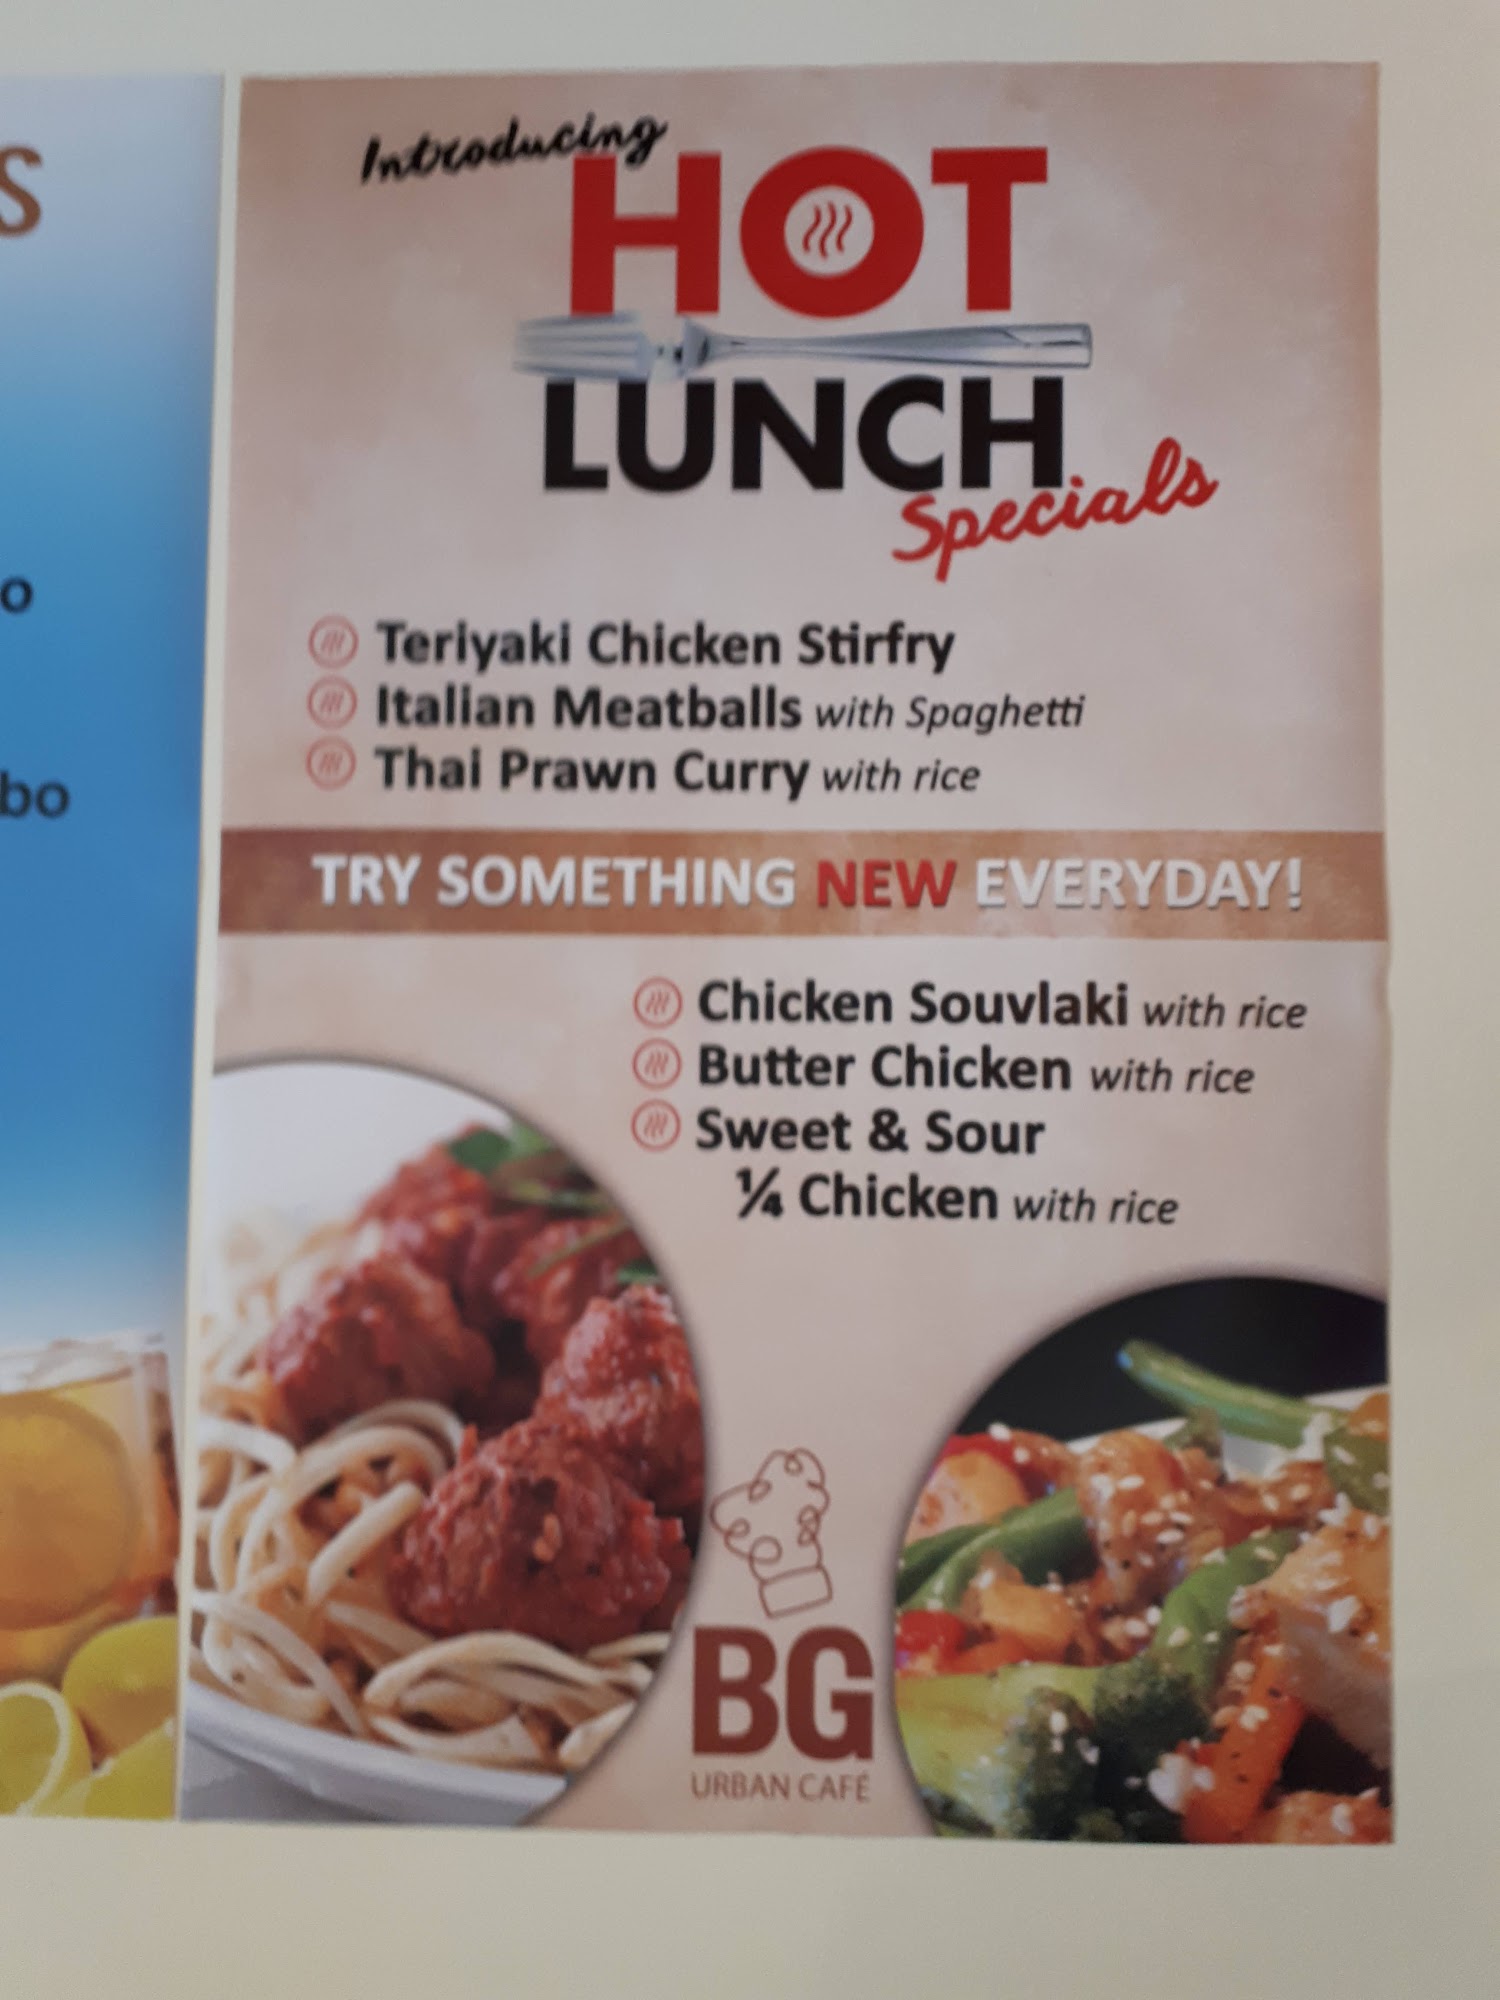 Introducing
HOT
LUNCH
Specials
Teriyaki Chicken Stirfry
Italian Meatballs with Spaghetti
Thai Prawn Curry with rice
TRY SOMETHING NEW EVERYDAY!
Chicken Souvlaki with rice
Butter Chicken with rice
Sweet & Sour
¼ Chicken with rice
BG
URBAN CAFÉ